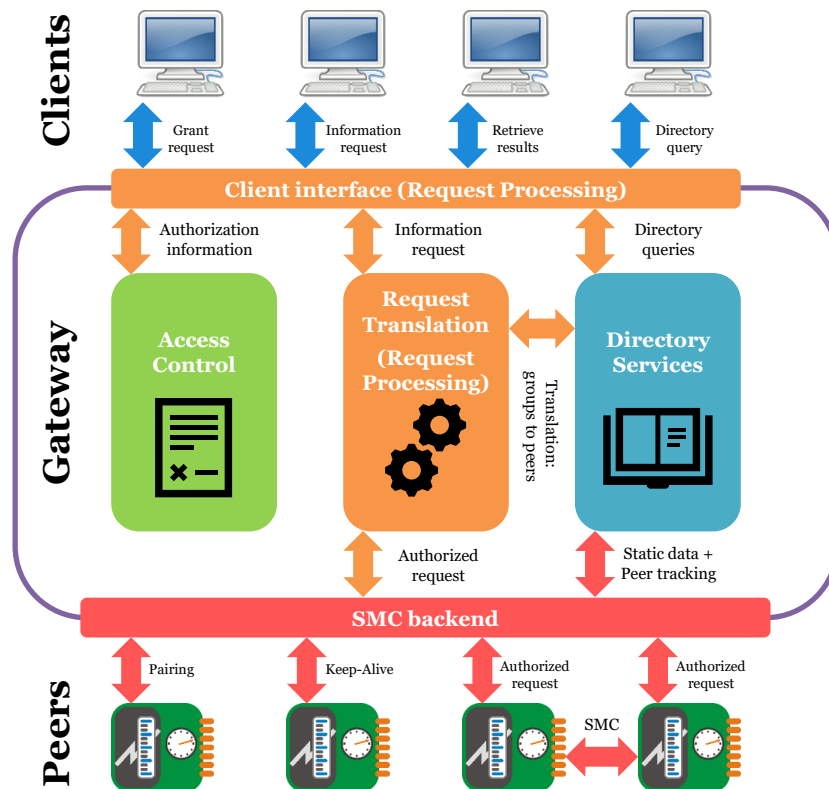 Clients
Grant
request
Information
request
Retrieve
results
Directory
query
Client interface (Request Processing)
Authorization
information
Information
request
Directory
queries
Gateway
Access
Control
Request
Translation
(Request
Processing)
Translation:
groups to peers
Directory
Services
Authorized
request
Static data +
Peer tracking
SMC backend
Peers
Pairing
Keep-Alive
Authorized
request
Authorized
request
SMC